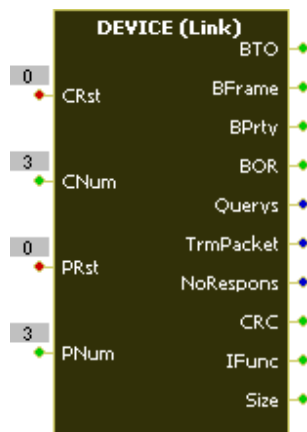 DEVICE (Link)
BTO
0
BFrame
CRst
BPrty
3
BOR
CNum
Querys
0
TrmPacket
PRst
NoRespons
3
CRC
PNum
IFunc
Size